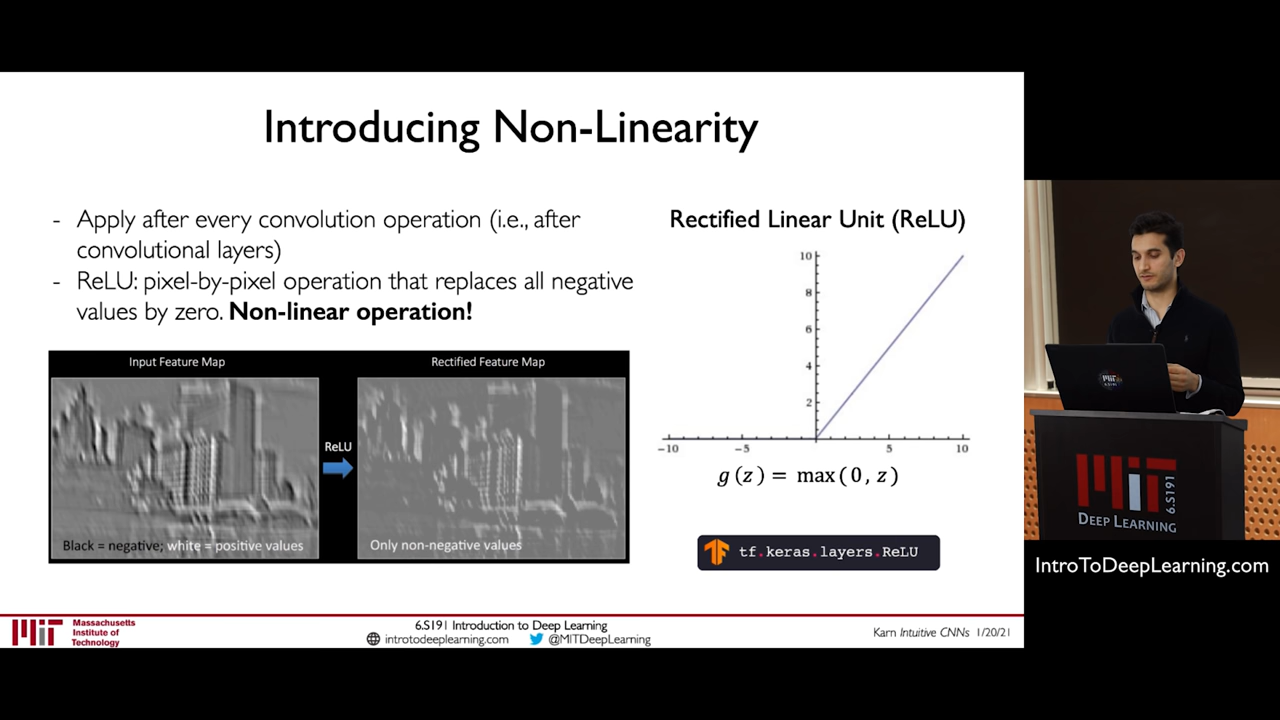 Introducing Non-Linearity
- Apply after every convolution operation (i.e., after
convolutional layers)
- ReLU: pixel-by-pixel operation that replaces all negative
values by zero. Non-linear operation!
Input Feature Map
Rectified Feature Map
ReLU
Black = negative; white = positive values
Only non-negative values
Rectified Linear Unit (ReLU)
10
8
6
4
2
−10
−5
5
10
g(z) = max(0, z)
tf.keras.layers.ReLU
Massachusetts
Institute of
Technology
6.S191 Introduction to Deep Learning
introtodeeplearning.com
@MITDeepLearning
Karn Intuitive CNNs 1/20/21
MIT
6.S191
DEEP LEARNING
IntroToDeepLearning.com